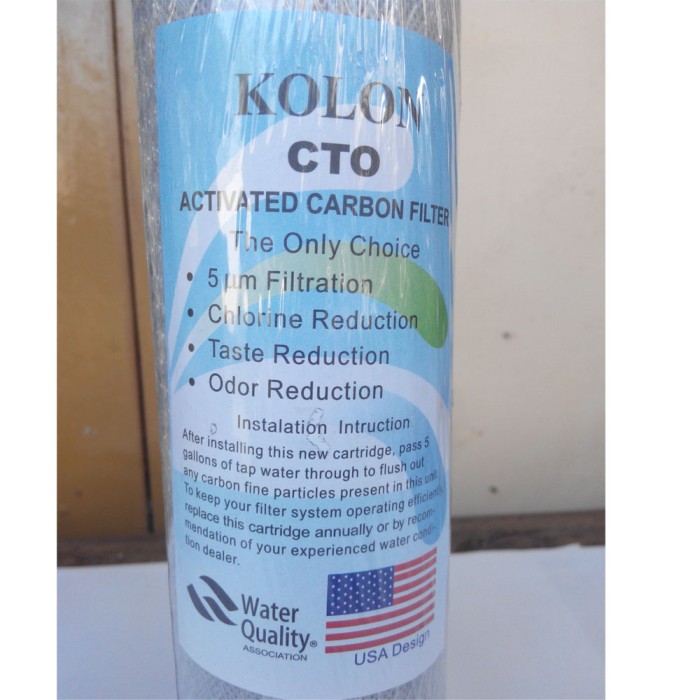 KOLON
CTO
ACTIVATED CARBON FILTER
The Only Choice
• 5 µm Filtration
• Chlorine Reduction
• Taste Reduction
• Odor Reduction
Instalation Intruction
After installing this new cartridge, pass 5
gallons of tap water through to flush out
any carbon fine particles present in this unit.
To keep your filter system operating efficiently,
replace this cartridge annually or by recom-
mendation of your experienced water condi-
tion dealer.
Water
Quality®
ASSOCIATION
USA Design